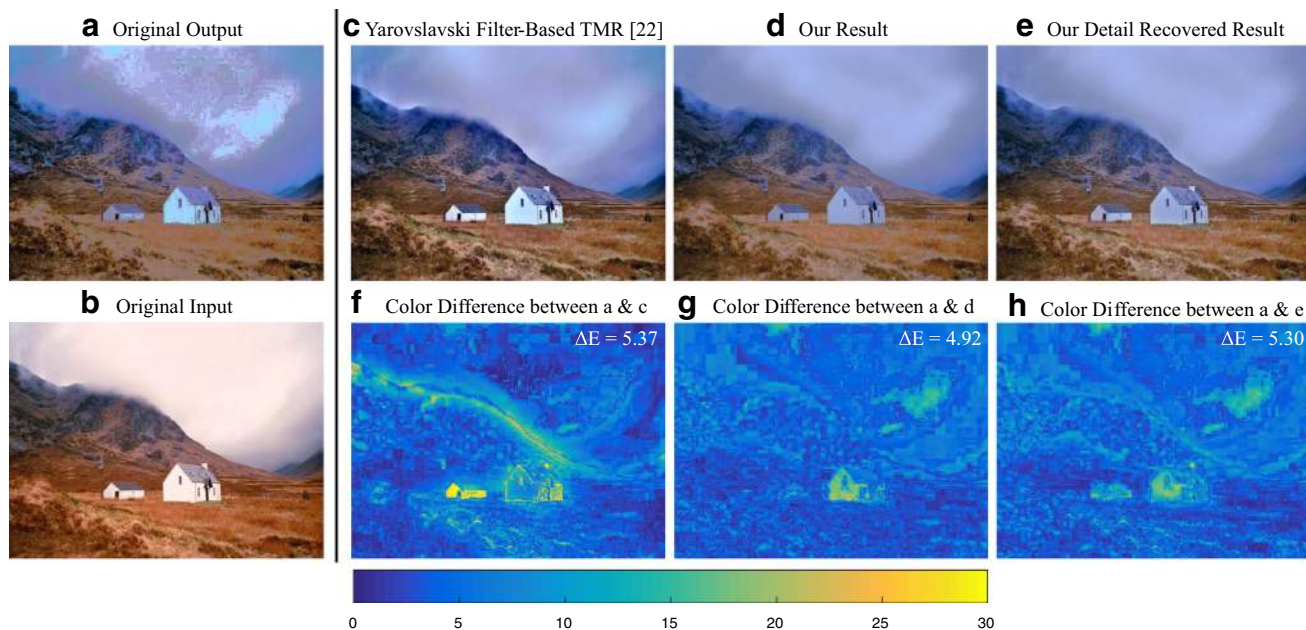 a Original Output
c Yarovslavski Filter-Based TMR [22]
d Our Result
e Our Detail Recovered Result
b Original Input
f Color Difference between a & c
g Color Difference between a & d
h Color Difference between a & e
ΔE = 5.37
ΔE = 4.92
ΔE = 5.30
0 5 10 15 20 25 30